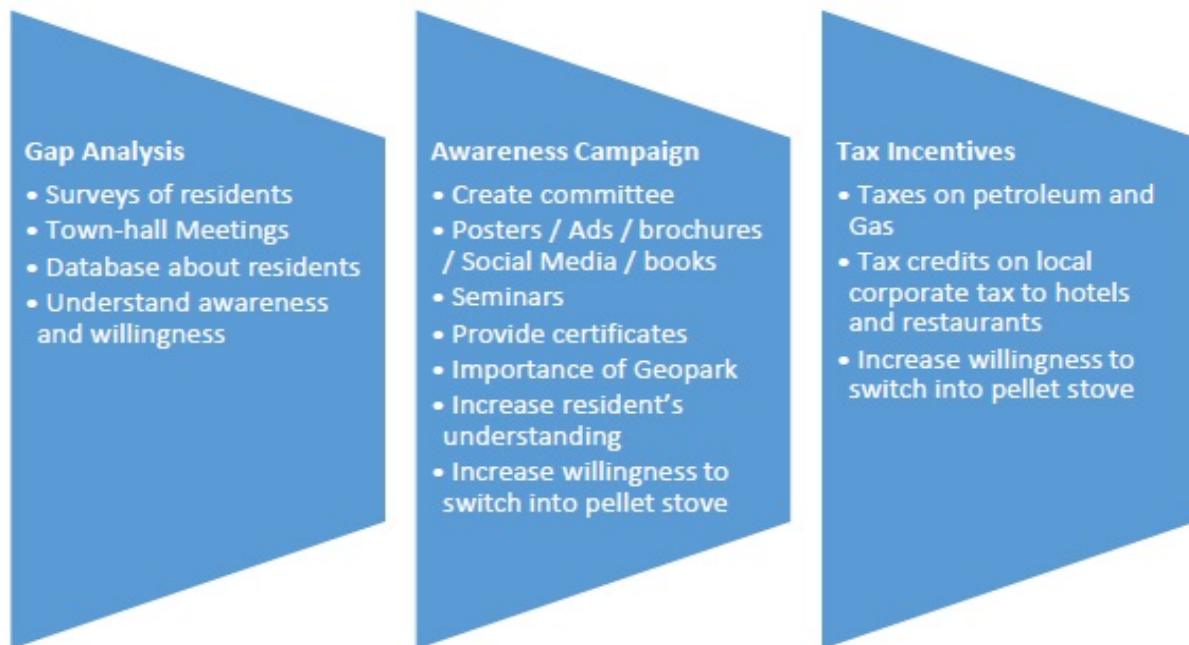 Gap Analysis
• Surveys of residents
• Town-hall Meetings
• Database about residents
• Understand awareness
and willingness
Awareness Campaign
• Create committee
• Posters / Ads / brochures
/ Social Media / books
• Seminars
• Provide certificates
• Importance of Geopark
• Increase resident's
understanding
• Increase willingness to
switch into pellet stove
Tax Incentives
• Taxes on petroleum and
Gas
• Tax credits on local
corporate tax to hotels
and restaurants
• Increase willingness to
switch into pellet stove